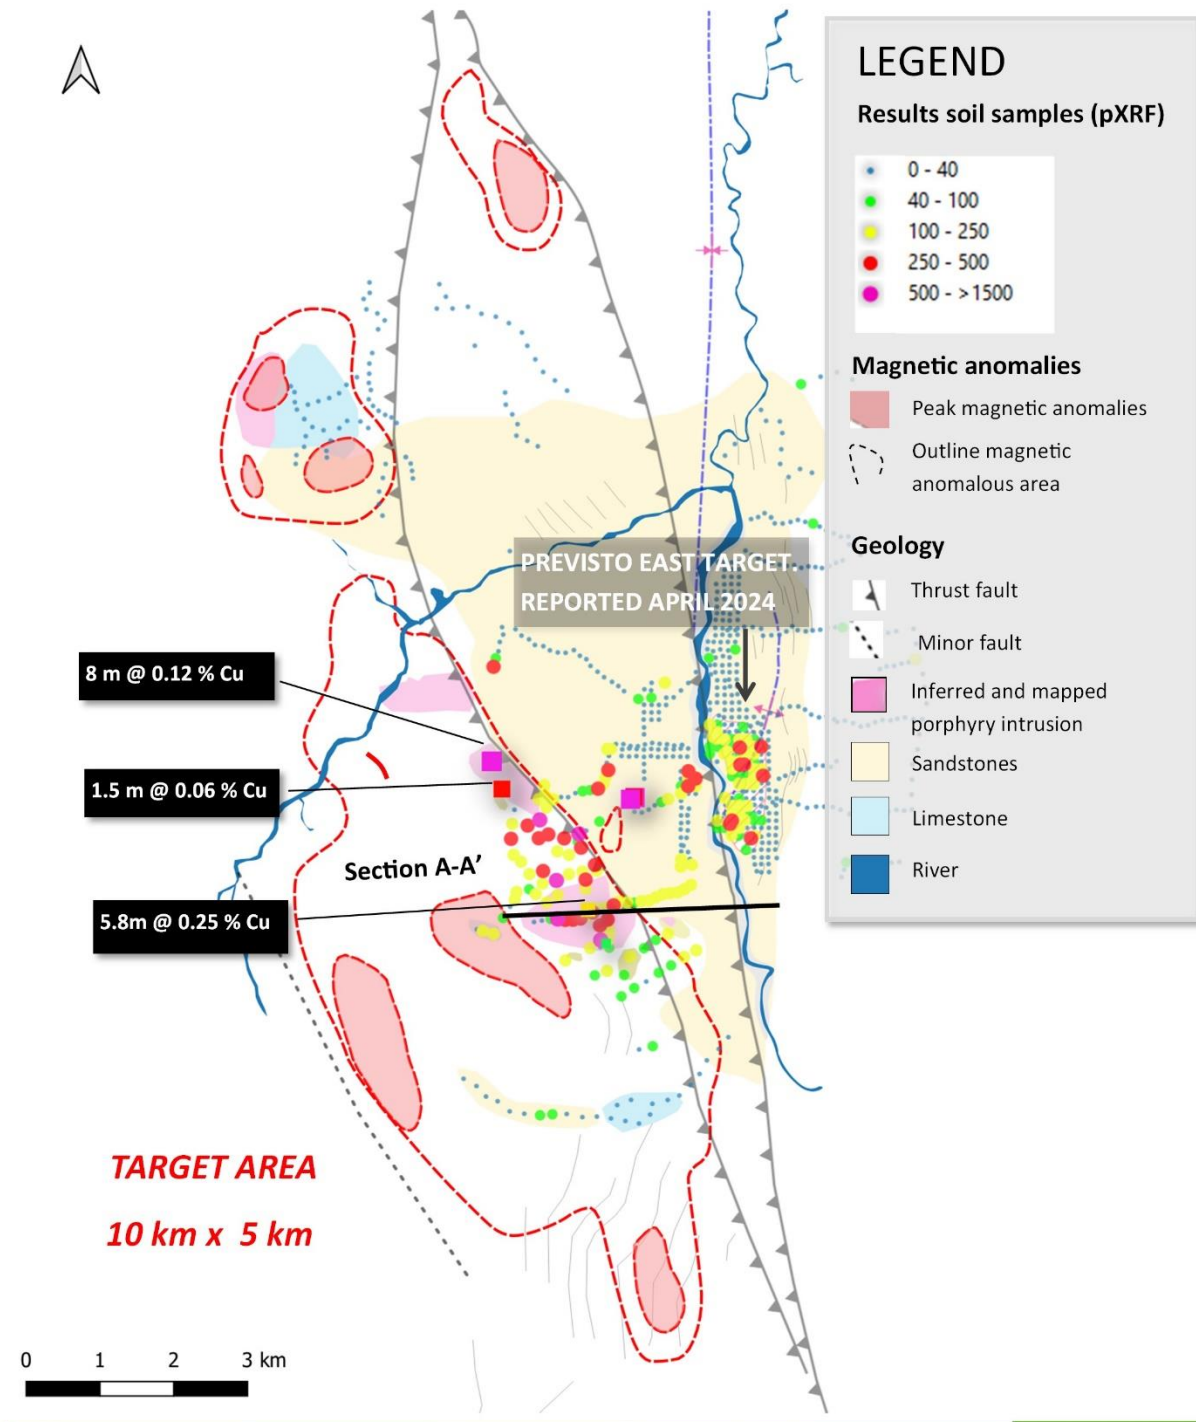 LEGEND
Results soil samples (pXRF)
0 - 40
40 - 100
100 - 250
250 - 500
500 - >1500
Magnetic anomalies
Peak magnetic anomalies
Outline magnetic
anomalous area
Geology
Thrust fault
Minor fault
Inferred and mapped
porphyry intrusion
Sandstones
Limestone
River
PREVISTO EAST TARGET.
REPORTED APRIL 2024
8 m @ 0.12 % Cu
1.5 m @ 0.06 % Cu
Section A-A’
5.8m @ 0.25 % Cu
TARGET AREA
10 km x 5 km
0 1 2 3 km